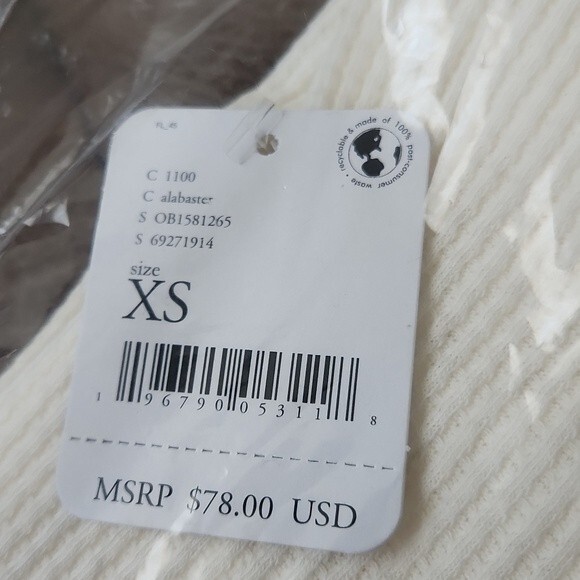 recyclable & made of 100% post-consumer waste •
C 1100
C alabaster
S OB1581265
S 69271914
size
XS
1 96790 05311 8
MSRP $78.00 USD